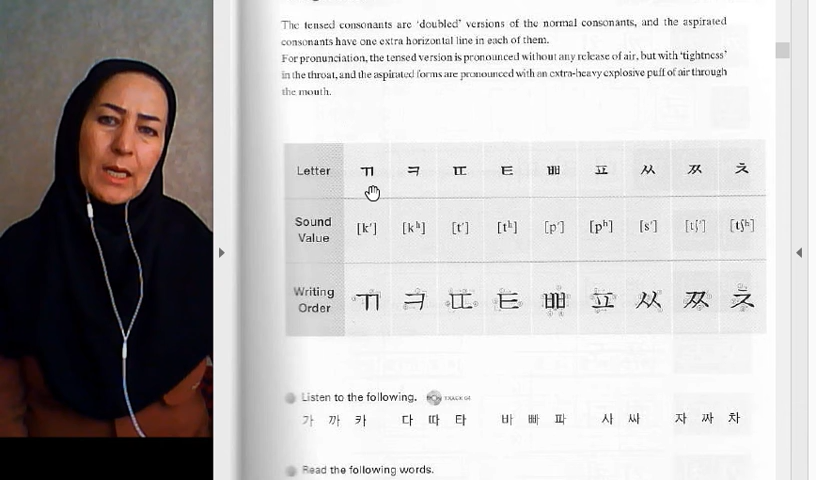 The tensed consonants are 'doubled' versions of the normal consonants, and the aspirated
consonants have one extra horizontal line in each of them.
For pronunciation, the tensed version is pronounced without any release of air, but with 'tightness'
in the throat, and the aspirated forms are pronounced with an extra-heavy explosive puff of air through
the mouth.
Letter ㄲ ㅋ ㄸ ㅌ ㅃ ㅍ ㅆ ㅉ ㅊ
Sound Value [k'] [kʰ] [t'] [tʰ] [p'] [pʰ] [s'] [tʃ'] [tʃʰ]
Writing Order ㄲ ㅋ ㄸ ㅌ ㅃ ㅍ ㅆ ㅉ ㅊ
Listen to the following.
가 까 카 다 따 타 바 빠 파 사 싸 자 짜 차
Read the following words.